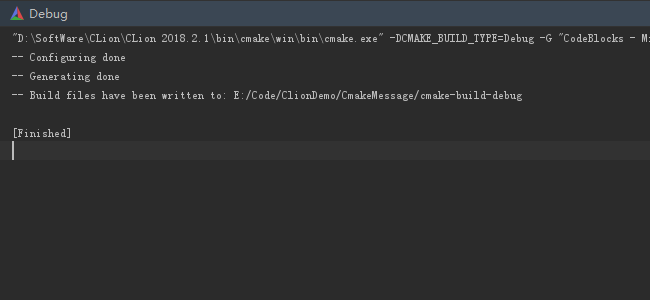 Debug
"D:\SoftWare\CLion\CLion 2018.2.1\bin\cmake\win\bin\cmake.exe" -DCMAKE_BUILD_TYPE=Debug -G "CodeBlocks - M
-- Configuring done
-- Generating done
-- Build files have been written to: E:/Code/ClionDemo/CmakeMessage/cmake-build-debug
[Finished]